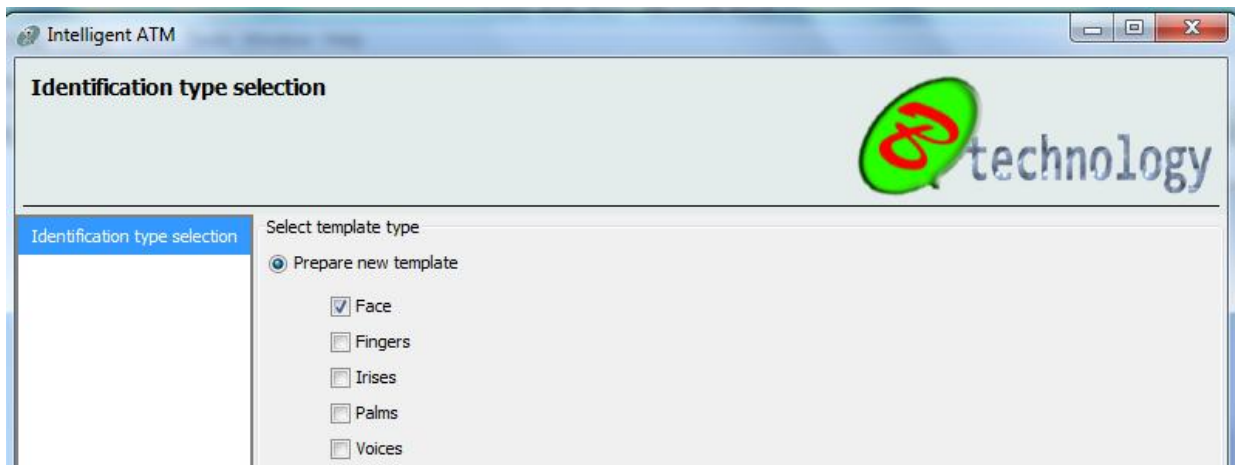 Intelligent ATM
Identification type selection
technology
Identification type selection
Select template type
Prepare new template
Face
Fingers
Irises
Palms
Voices